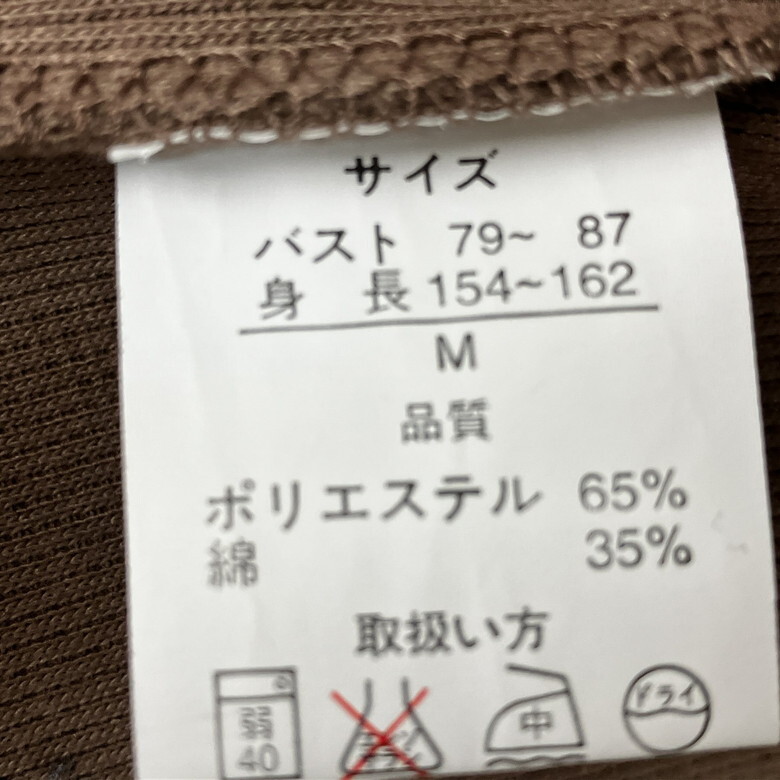 サイズ
バスト 79~ 87
身 長 154~162
M
品質
ポリエステル 65%
綿 35%
取扱い方
弱 中 ドライ
40